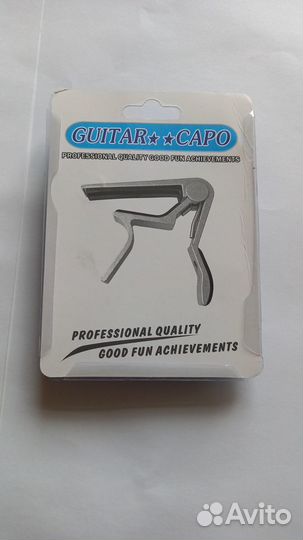 GUITAR★★CAPO
PROFESSIONAL QUALITY GOOD FUN ACHIEVEMENTS
PROFESSIONAL QUALITY
GOOD FUN ACHIEVEMENTS
Avito